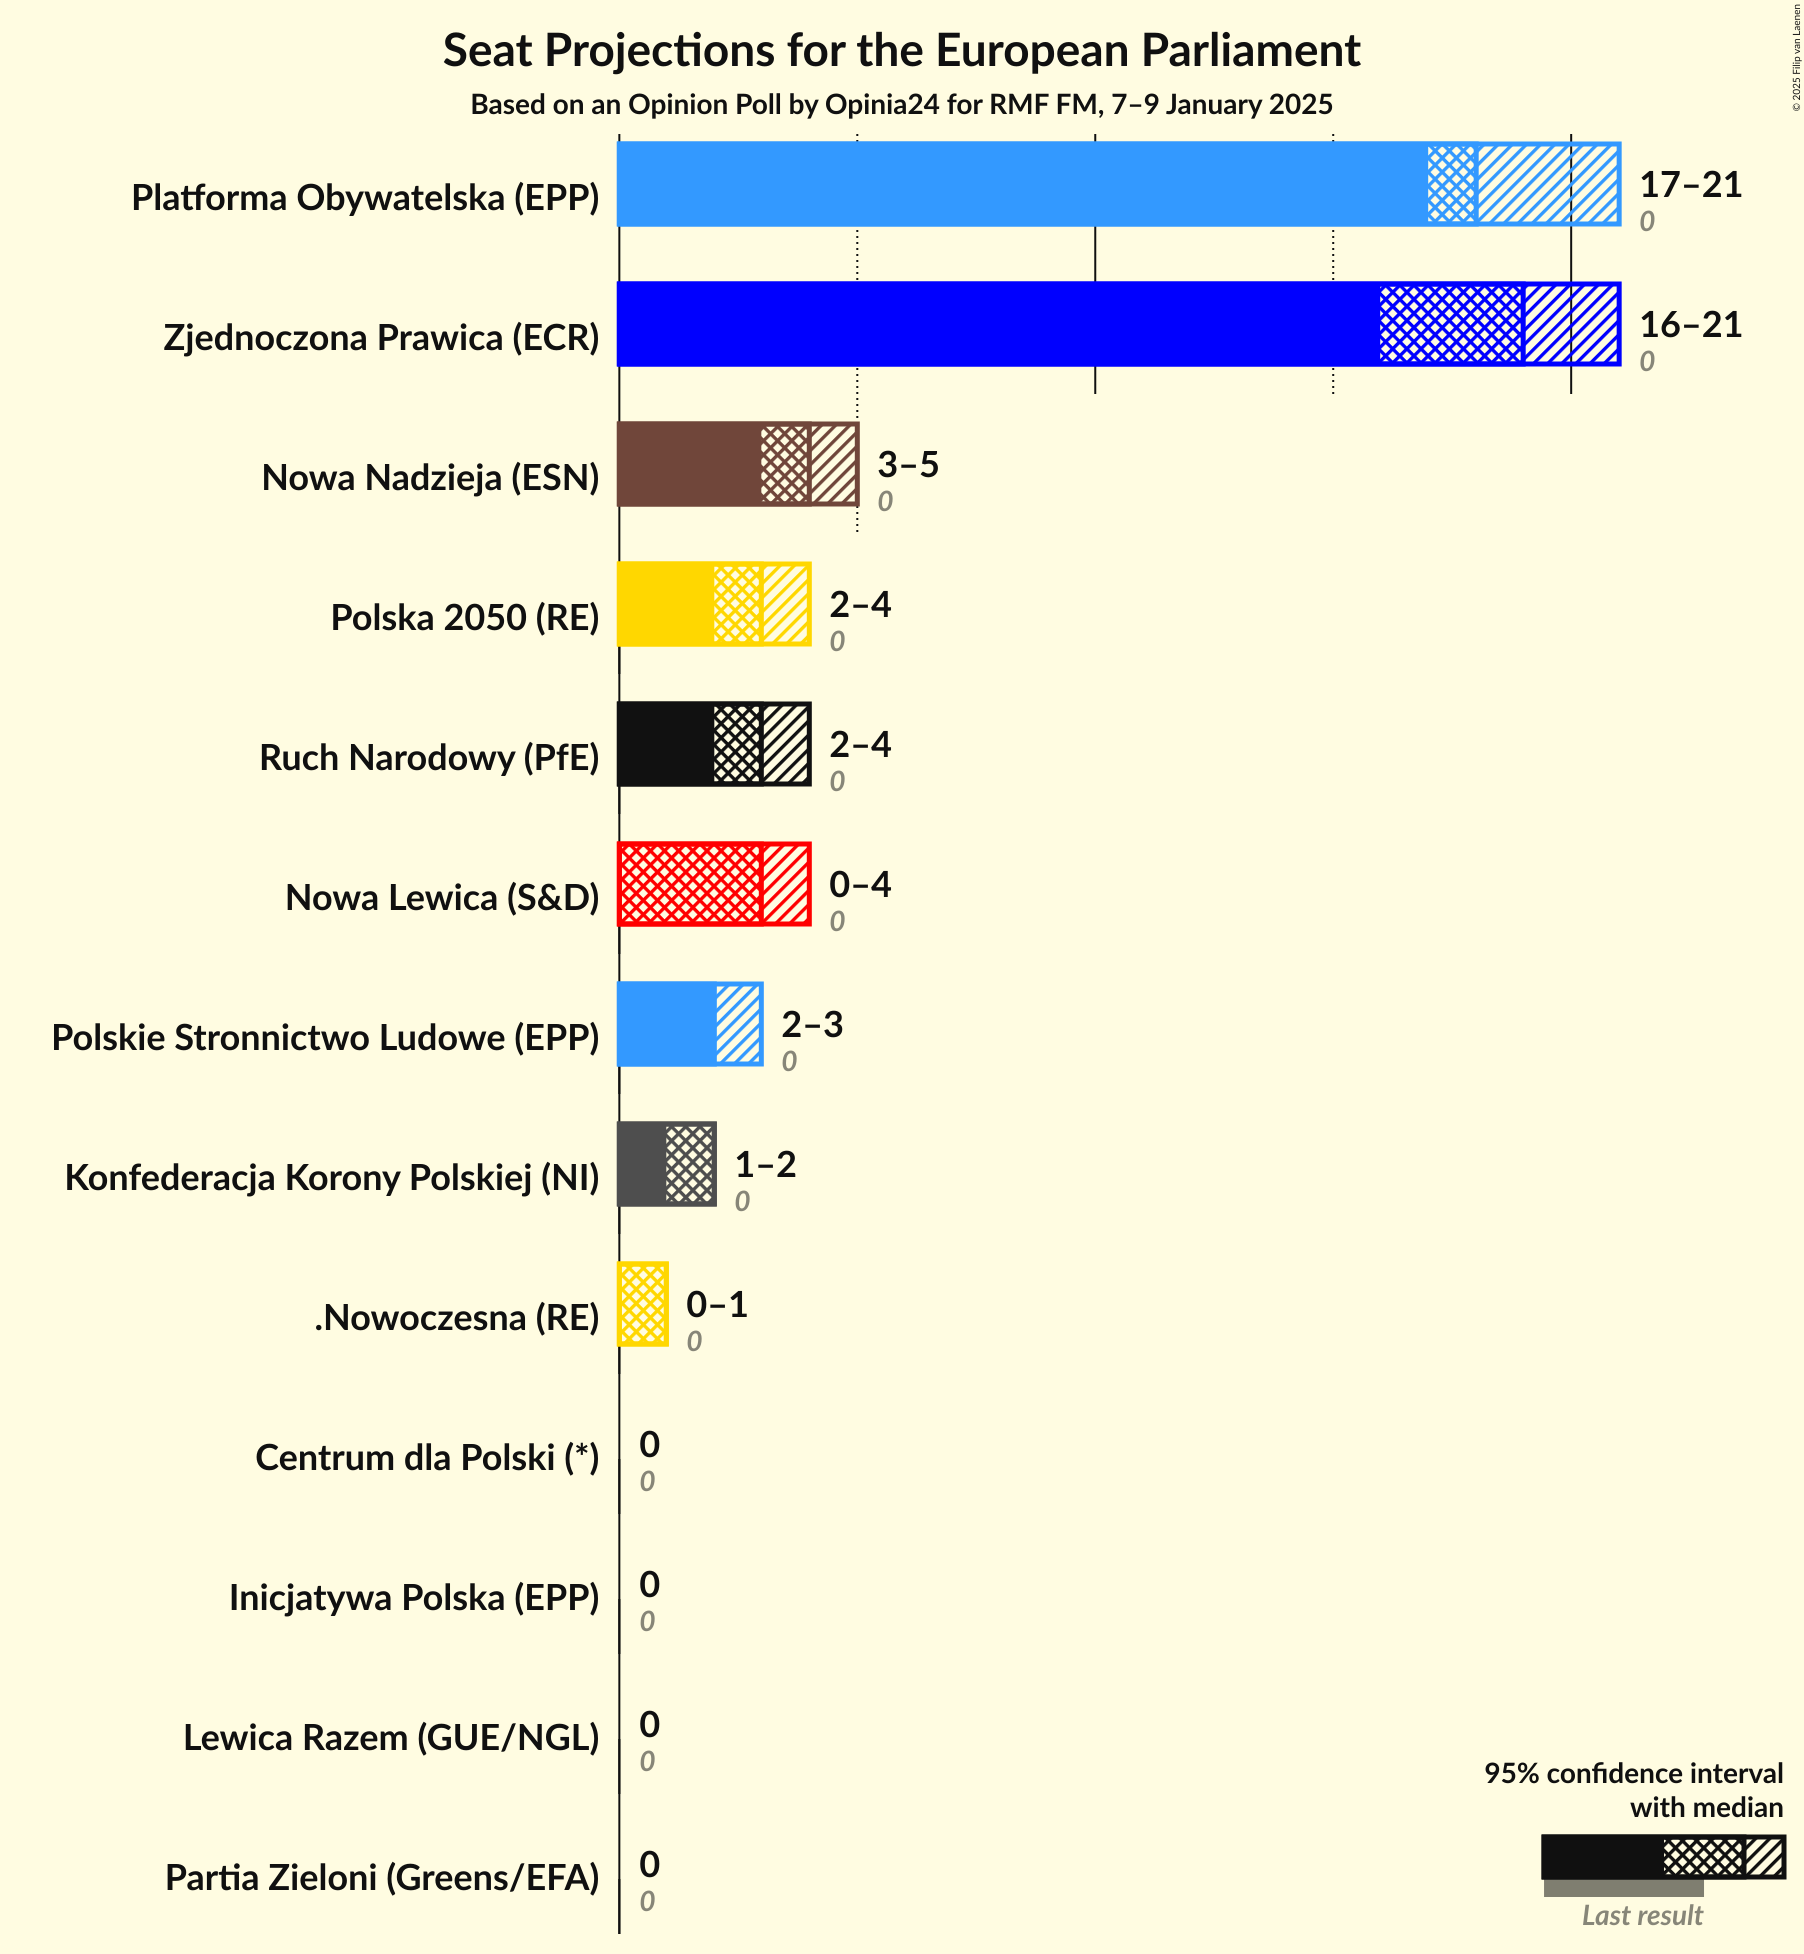 Seat Projections for the European Parliament
Based on an Opinion Poll by Opinia24 for RMF FM, 7–9 January 2025
© 2025 Filip van Laenen
Platforma Obywatelska (EPP)
17–21
0
Zjednoczona Prawica (ECR)
16–21
0
Nowa Nadzieja (ESN)
3–5
0
Polska 2050 (RE)
2–4
0
Ruch Narodowy (PfE)
2–4
0
Nowa Lewica (S&D)
0–4
0
Polskie Stronnictwo Ludowe (EPP)
2–3
0
Konfederacja Korony Polskiej (NI)
1–2
0
.Nowoczesna (RE)
0–1
0
Centrum dla Polski (*)
0
0
Inicjatywa Polska (EPP)
0
0
Lewica Razem (GUE/NGL)
0
0
Partia Zieloni (Greens/EFA)
0
0
95% confidence interval
with median
Last result